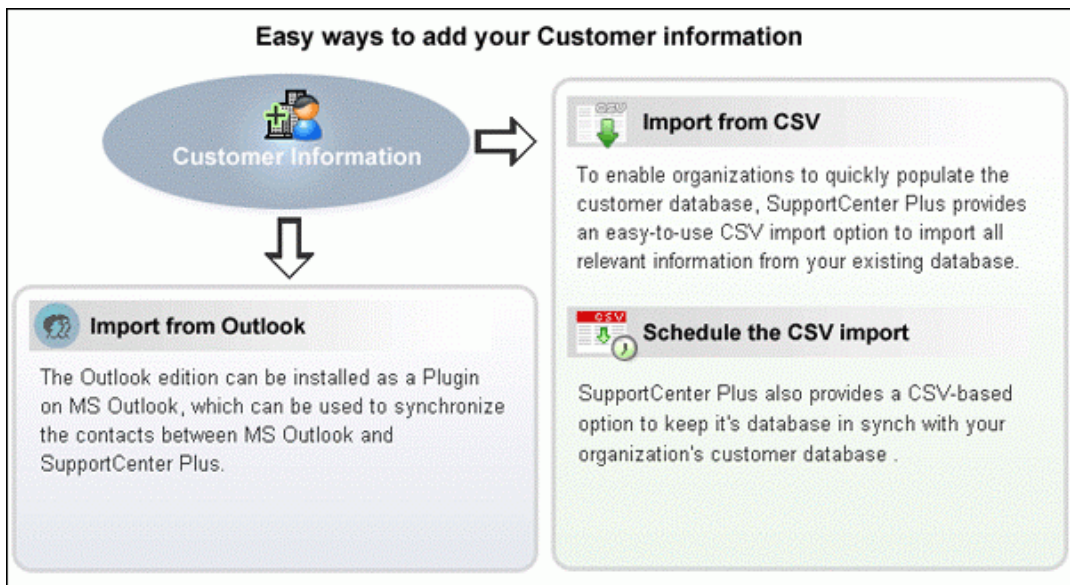 Easy ways to add your Customer information
Customer Information
Import from Outlook
The Outlook edition can be installed as a Plugin
on MS Outlook, which can be used to synchronize
the contacts between MS Outlook and
SupportCenter Plus.
CSV
Import from CSV
To enable organizations to quickly populate the
customer database, SupportCenter Plus provides
an easy-to-use CSV import option to import all
relevant information from your existing database.
CSV
Schedule the CSV import
SupportCenter Plus also provides a CSV-based
option to keep it's database in synch with your
organization's customer database .